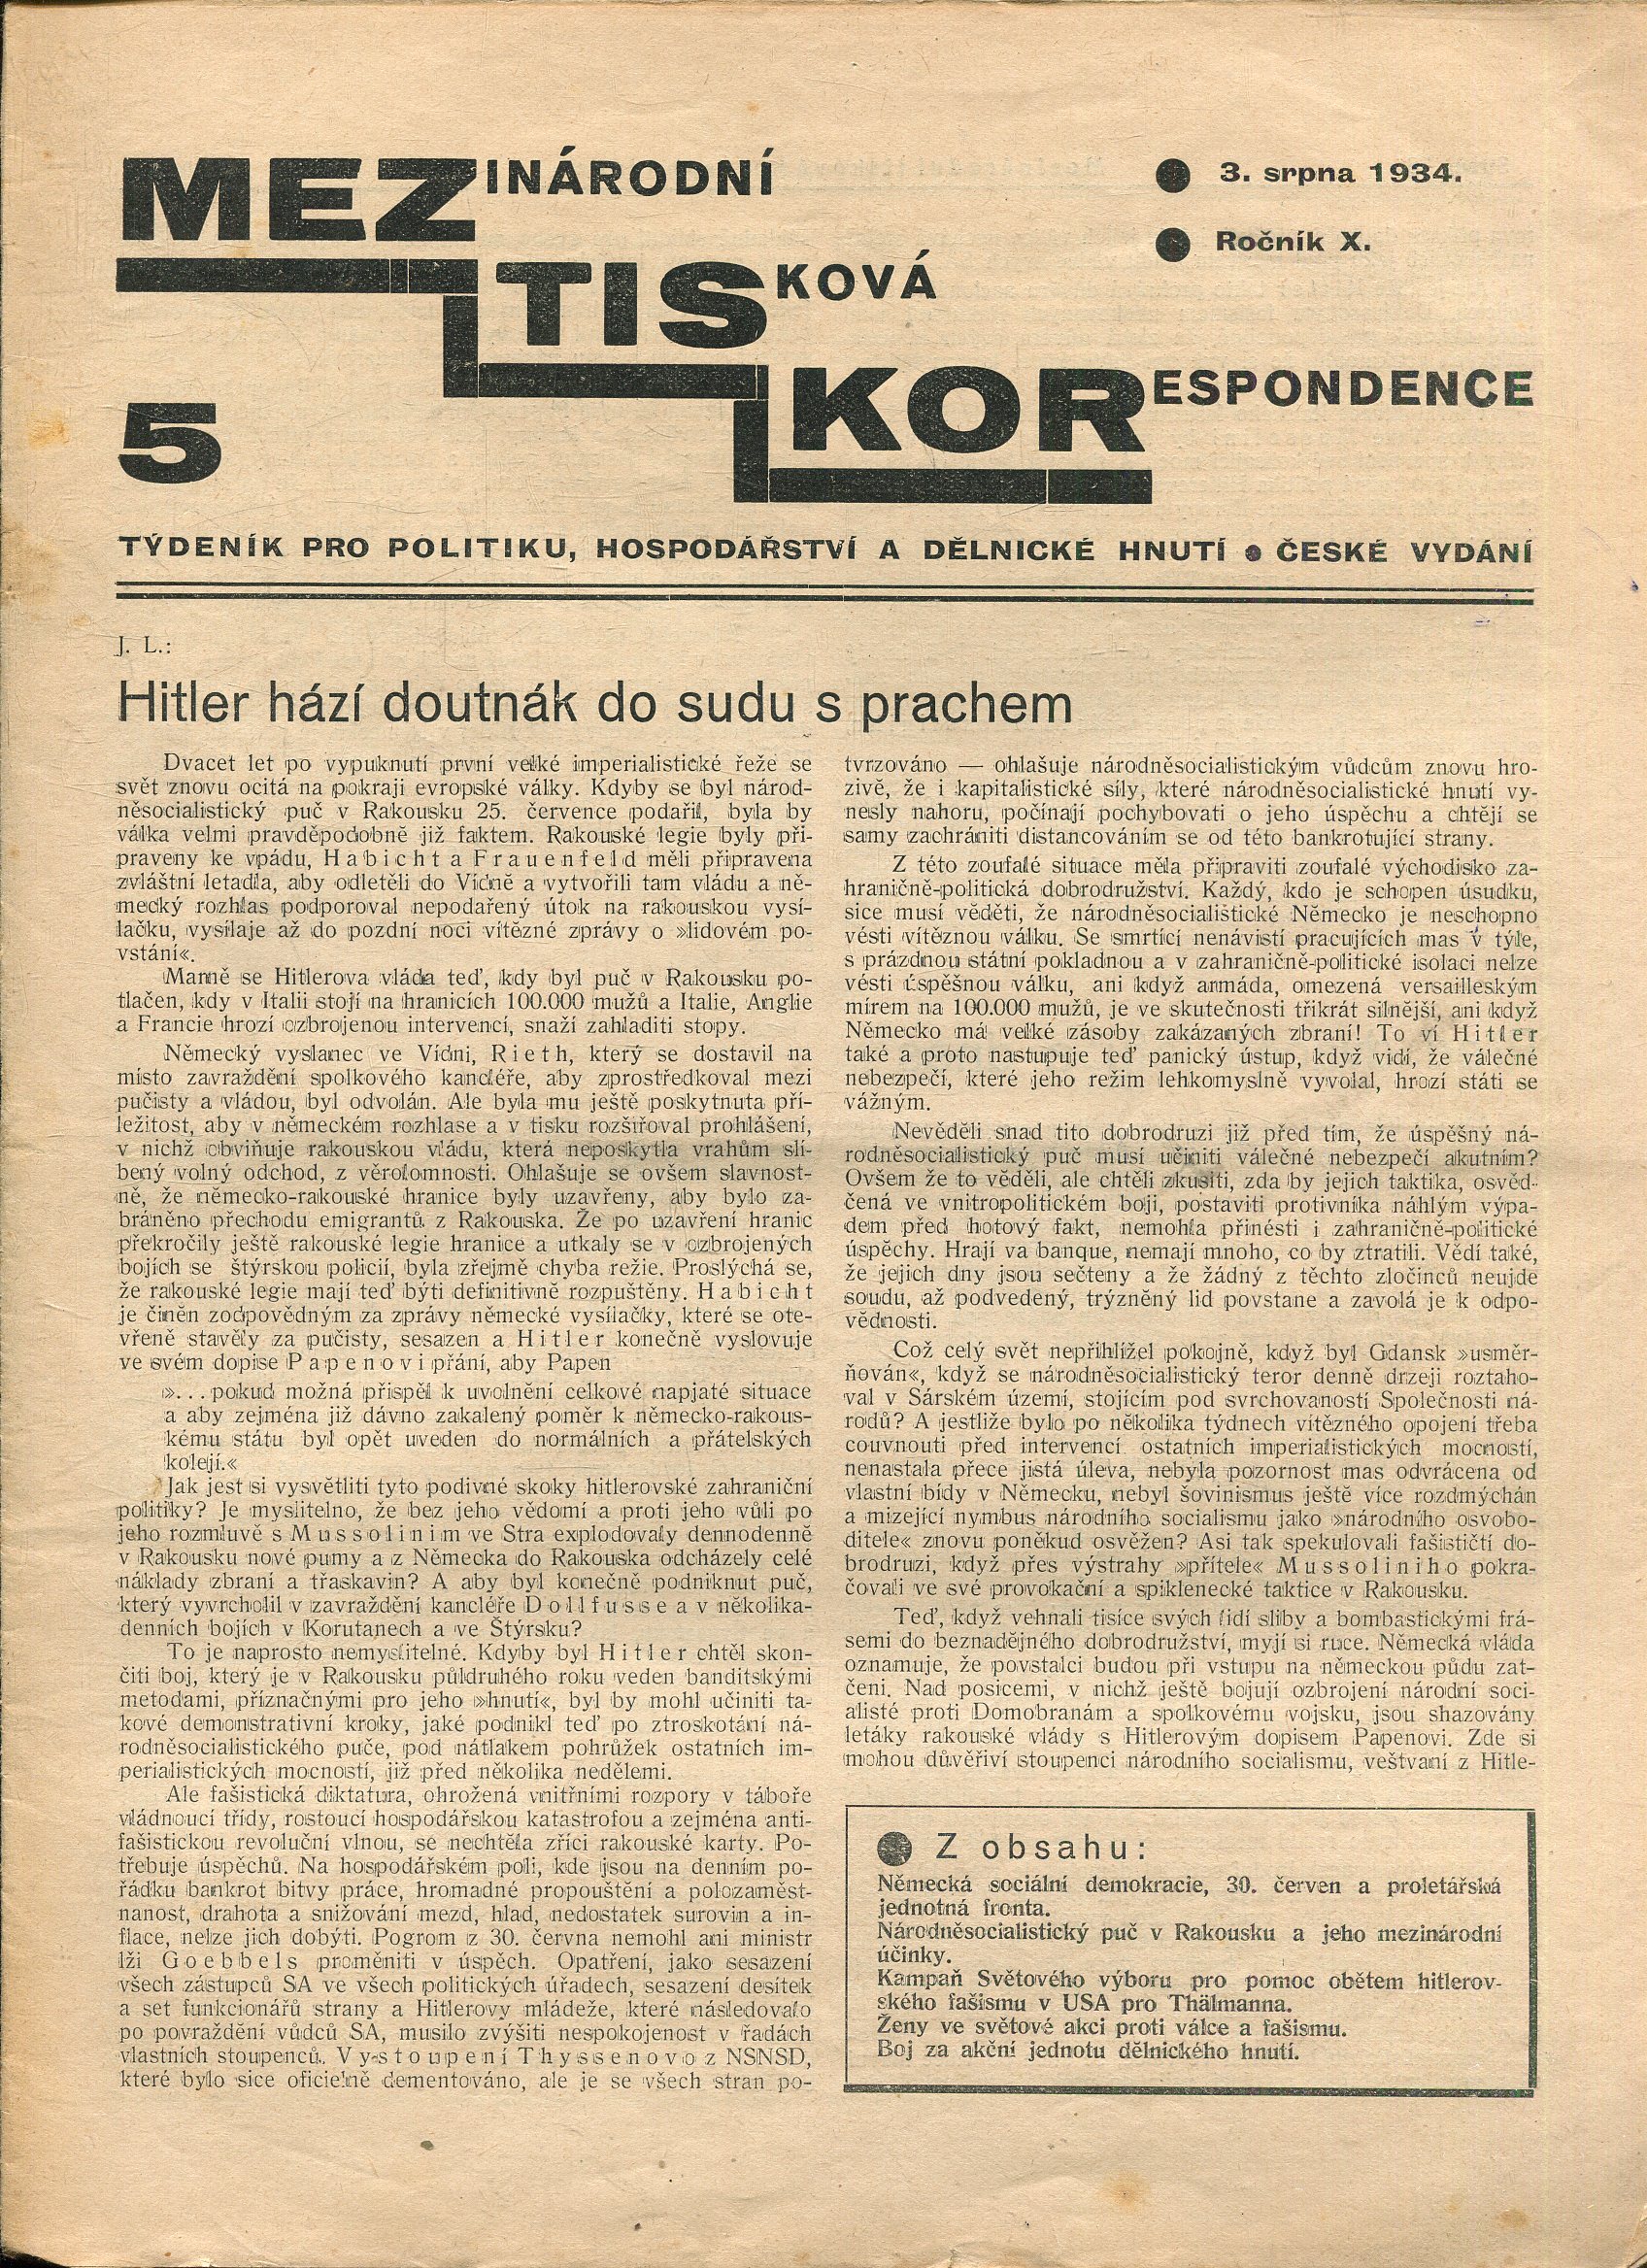 MEZINÁRODNÍ
TISKOVÁ
KORESPONDENCE
5
● 3. srpna 1934.
● Ročník X.
TÝDENÍK PRO POLITIKU, HOSPODÁŘSTVÍ A DĚLNICKÉ HNUTÍ ● ČESKÉ VYDÁNÍ
J. L.:
Hitler hází doutnák do sudu s prachem
Dvacet let po vypuknutí první velké imperialistické řeže se
svět znovu ocitá na pokraji evropské války. Kdyby se byl národ-
něsocialistický puč v Rakousku 25. července podařil, byla by
válka velmi pravděpodobně již faktem. Rakouské legie byly při-
praveny ke vpádu, Habicht a Frauenfeld měli připravena
zvláštní letadla, aby odletěli do Vídně a vytvořili tam vládu a ně-
mecký rozhlas podporoval nepodařený útok na rakouskou vysí-
lačku, vysílaje až do pozdní noci vítězné zprávy o »lidovém po-
vstání«.
Marně se Hitlerova vláda teď, kdy byl puč v Rakousku po-
tlačen, kdy v Italii stojí na hranicích 100.000 mužů a Italie, Anglie
a Francie hrozí ozbrojenou intervencí, snaží zahladiti stopy.
Německý vyslanec ve Vídni, Rieth, který se dostavil na
místo zavraždění spolkového kancléře, aby zprostředkoval mezi
pučisty a vládou, byl odvolán. Ale byla mu ještě poskytnuta pří-
ležitost, aby v německém rozhlase a v tisku rozšiřoval prohlášení,
v nichž obviňuje rakouskou vládu, která neposkytla vrahům slí-
bený volný odchod, z věrolomnosti. Ohlašuje se ovšem slavnost-
ně, že německo-rakouské hranice byly uzavřeny, aby bylo za-
bráněno přechodu emigrantů z Rakouska. Že po uzavření hranic
překročily ještě rakouské legie hranice a utkaly se v ozbrojených
bojích se štýrskou policií, byla zřejmě chyba režie. Proslýchá se,
že rakouské legie mají teď býti definitivně rozpuštěny. Habicht
je činěn zodpovědným za zprávy německé vysílačky, které se ote-
vřeně stavěly za pučisty, sesazen a Hitler konečně vyslovuje
ve svém dopise Papenovi přání, aby Papen
»... pokud možná přispěl k uvolnění celkové napjaté situace
a aby zejména již dávno zakalený poměr k německo-rakous-
kému státu byl opět uveden do normálních a přátelských
kolejí.«
Jak jest si vysvětliti tyto podivné skoky hitlerovské zahraniční
politiky? Je myslitelno, že bez jeho vědomí a proti jeho vůli po
jeho rozmluvě s Mussolinim ve Stra explodovaly dennodenně
v Rakousku nové pumy a z Německa do Rakouska odcházely celé
náklady zbraní a třaskavin? A aby byl konečně podniknut puč,
který vyvrcholil v zavraždění kancléře Dollfusse a v několika-
denních bojích v Korutanech a ve Štýrsku?
To je naprosto nemyslitelné. Kdyby byl Hitler chtěl skon-
čiti boj, který je v Rakousku půldruhého roku veden banditskými
metodami, příznačnými pro jeho »hnutí«, byl by mohl učiniti ta-
kové demonstrativní kroky, jaké podnikl teď po ztroskotání ná-
rodněsocialistického puče, pod nátlakem pohrůžek ostatních im-
perialistických mocností, již před několika nedělemi.
Ale fašistická diktatura, ohrožená vnitřními rozpory v táboře
vládnoucí třídy, rostoucí hospodářskou katastrofou a zejména anti-
fašistickou revoluční vlnou, se nechtěla zříci rakouské karty. Po-
třebuje úspěchů. Na hospodářském poli, kde jsou na denním po-
řádku bankrot bitvy práce, hromadné propouštění a polozaměst-
nanost, drahota a snižování mezd, hlad, nedostatek surovin a in-
flace, nelze jich dobýti. Pogrom z 30. června nemohl ani ministr
lži Goebbels proměniti v úspěch. Opatření, jako sesazení
všech zástupců SA ve všech politických úřadech, sesazení desítek
a set funkcionářů strany a Hitlerovy mládeže, které následovalo
po povraždění vůdců SA, musilo zvýšiti nespokojenost v řadách
vlastních stoupenců. Vystoupení Thyssenovo z NSNSD,
které bylo sice oficielně dementováno, ale je se všech stran po-
tvrzováno — ohlašuje národněsocialistickým vůdcům znovu hro-
zivě, že i kapitalistické síly, které národněsocialistické hnutí vy-
nesly nahoru, počínají pochybovati o jeho úspěchu a chtějí se
samy zachrániti distancováním se od této bankrotující strany.
Z této zoufalé situace měla připraviti zoufalé východisko za-
hraničně-politická dobrodružství. Každý, kdo je schopen úsudku,
sice musí věděti, že národněsocialistické Německo je neschopno
vésti vítěznou válku. Se smrtící nenávistí pracujících mas v týle,
s prázdnou státní pokladnou a v zahraničně-politické isolaci nelze
vésti úspěšnou válku, ani když armáda, omezená versailleským
mírem na 100.000 mužů, je ve skutečnosti třikrát silnější, ani když
Německo má velké zásoby zakázaných zbraní! To ví Hitler
také a proto nastupuje teď panický ústup, když vidí, že válečné
nebezpečí, které jeho režim lehkomyslně vyvolal, hrozí státi se
vážným.
Nevěděli snad tito dobrodruzi již před tím, že úspěšný ná-
rodněsocialistický puč musí učiniti válečné nebezpečí akutním?
Ovšem že to věděli, ale chtěli zkusiti, zda by jejich taktika, osvěd-
čená ve vnitropolitickém boji, postaviti protivníka náhlým výpa-
dem před hotový fakt, nemohla přinésti i zahraničně-politické
úspěchy. Hrají va banque, nemají mnoho, co by ztratili. Vědí také,
že jejich dny jsou sečteny a že žádný z těchto zločinců neujde
soudu, až podvedený, trýzněný lid povstane a zavolá je k odpo-
vědnosti.
Což celý svět nepřihlížel pokojně, když byl Gdansk »usměr-
ňován«, když se národněsocialistický teror denně drzeji roztaho-
val v Sárském území, stojícím pod svrchovaností Společnosti ná-
rodů? A jestliže bylo po několika týdnech vítězného opojení třeba
couvnouti před intervencí ostatních imperialistických mocností,
nenastala přece jistá úleva, nebyla pozornost mas odvrácena od
vlastní bídy v Německu, nebyl šovinismus ještě více rozdmýchán
a mizející nymbus národního socialismu jako »národního osvobo-
ditele« znovu poněkud osvěžen? Asi tak spekulovali fašističtí do-
brodruzi, když přes výstrahy »přítele« Mussoliniho pokra-
čovali ve své provokační a spiklenecké taktice v Rakousku.
Teď, když vehnali tisíce svých lidí sliby a bombastickými frá-
semi do beznadějného dobrodružství, myjí si ruce. Německá vláda
oznamuje, že povstalci budou při vstupu na německou půdu zat-
čeni. Nad posicemi, v nichž ještě bojují ozbrojení národní soci-
alisté proti Domobranám a spolkovému vojsku, jsou shazovány
letáky rakouské vlády s Hitlerovým dopisem Papenovi. Zde si
mohou důvěřiví stoupenci národního socialismu, veštvaní z Hitle-
● Z obsahu:
Německá sociální demokracie, 30. červen a proletářská
jednotná fronta.
Národněsocialistický puč v Rakousku a jeho mezinárodní
účinky.
Kampaň Světového výboru pro pomoc obětem hitlerov-
ského fašismu v USA pro Thälmanna.
Ženy ve světové akci proti válce a fašismu.
Boj za akční jednotu dělnického hnutí.